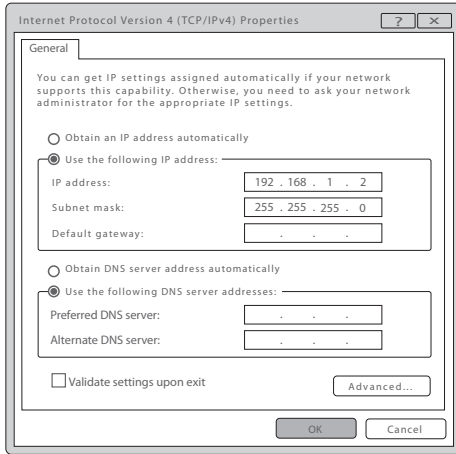 Internet Protocol Version 4 (TCP/IPv4) Properties ? ×
General
You can get IP settings assigned automatically if your network
supports this capability. Otherwise, you need to ask your network
administrator for the appropriate IP settings.
Obtain an IP address automatically
Use the following IP address:
IP address: 192 . 168 . 1 . 2
Subnet mask: 255 . 255 . 255 . 0
Default gateway: . . .
Obtain DNS server address automatically
Use the following DNS server addresses:
Preferred DNS server: . . .
Alternate DNS server: . . .
Validate settings upon exit
Advanced...
OK Cancel